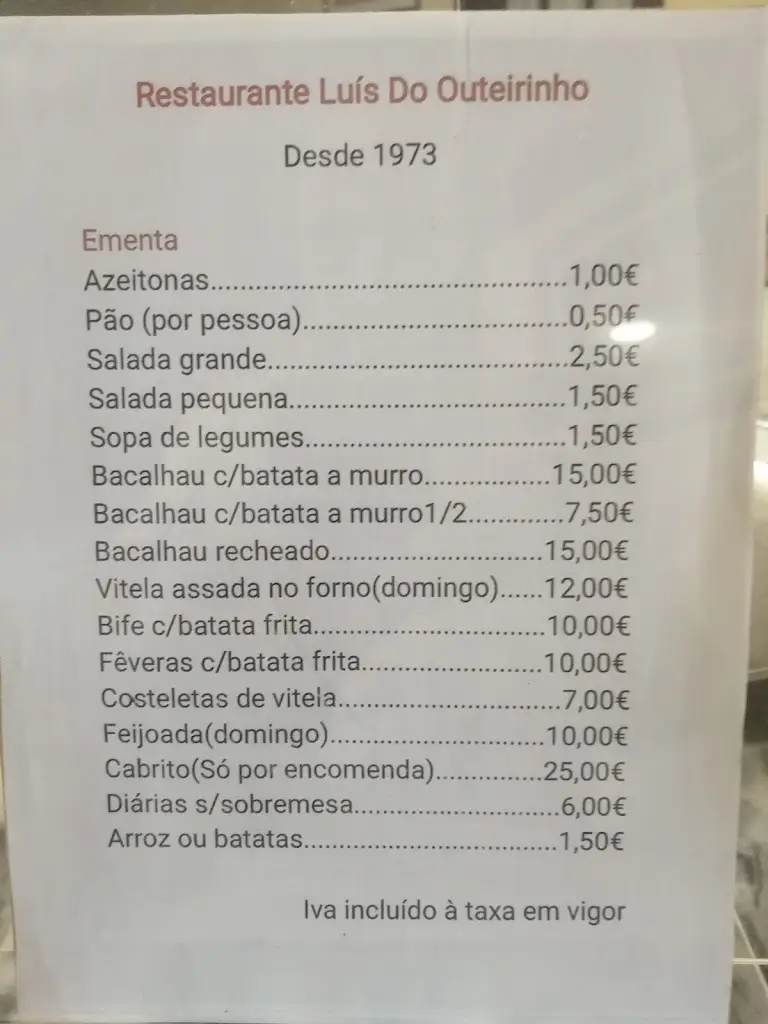 Restaurante Luís Do Outeirinho
Desde 1973
Ementa
Azeitonas..........................................1,00€
Pão (por pessoa)...............................0,50€
Salada grande...................................2,50€
Salada pequena.................................1,50€
Sopa de legumes...............................1,50€
Bacalhau c/batata a murro................15,00€
Bacalhau c/batata a murro1/2............7,50€
Bacalhau recheado...........................15,00€
Vitela assada no forno(domingo)......12,00€
Bife c/batata frita..............................10,00€
Fêveras c/batata frita........................10,00€
Costeletas de vitela.............................7,00€
Feijoada(domingo)............................10,00€
Cabrito(Só por encomenda)..............25,00€
Diárias s/sobremesa............................6,00€
Arroz ou batatas...................................1,50€
Iva incluído à taxa em vigor